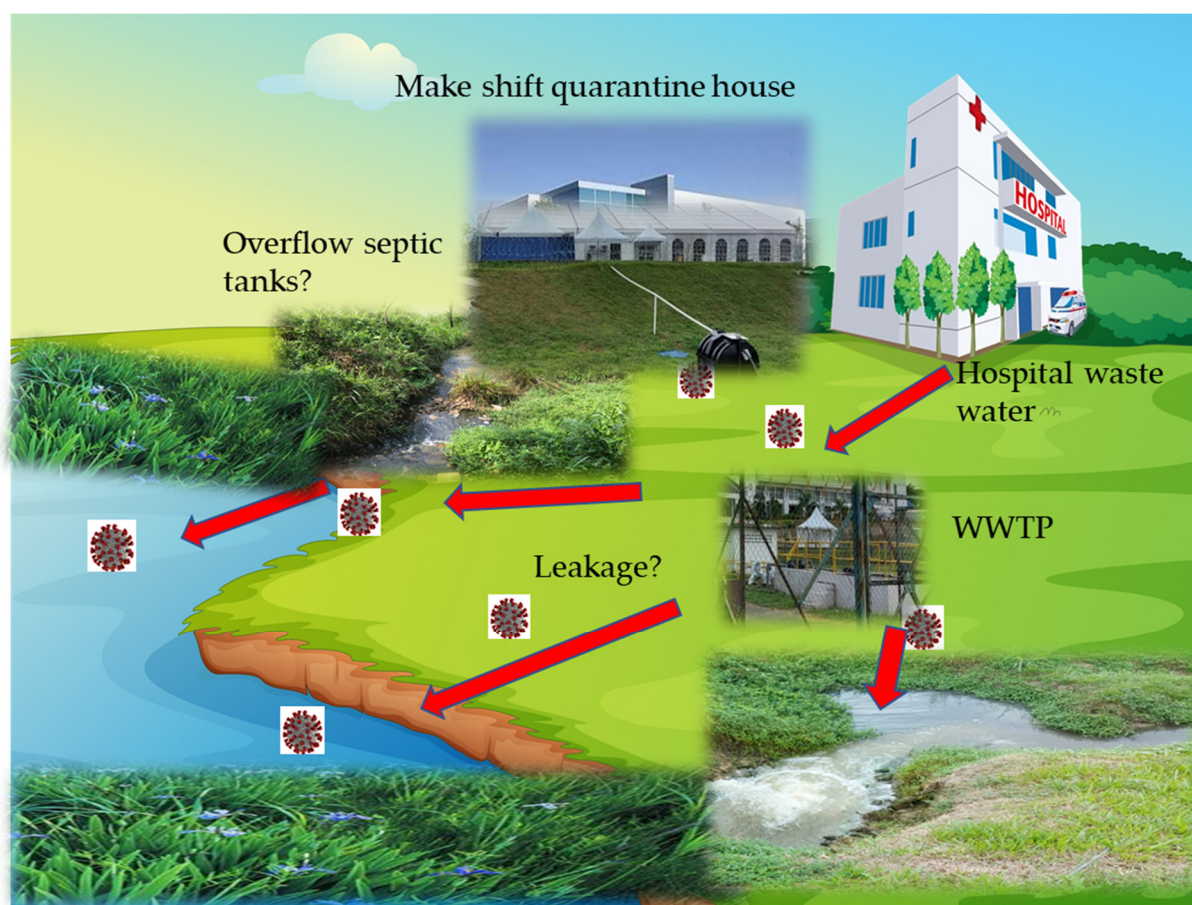 Make shift quarantine house
Overflow septic
tanks?
HOSPITAL
Hospital waste
water
WWTP
Leakage?